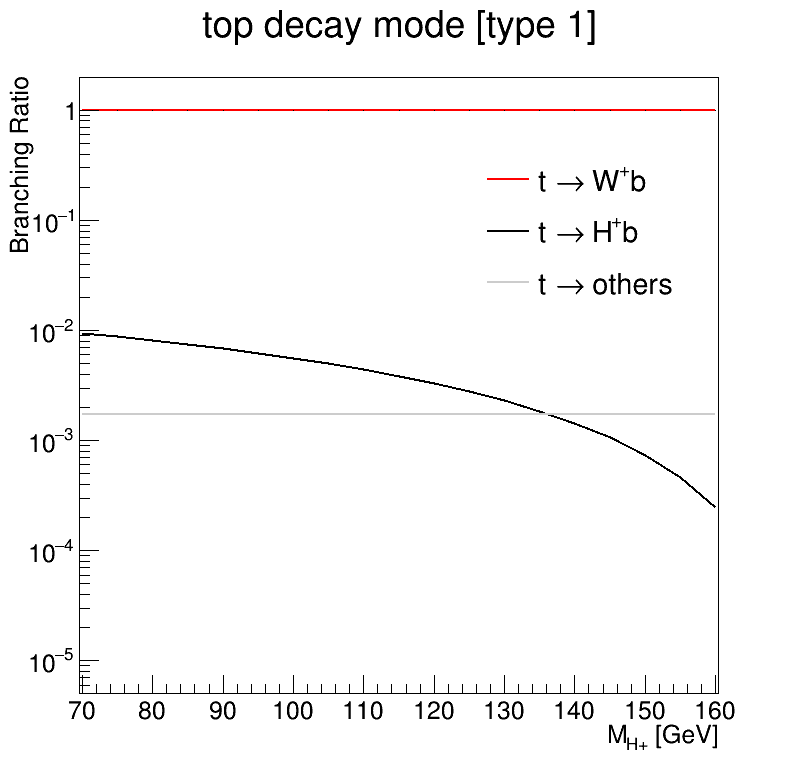 top decay mode [type 1]
Branching Ratio
1
10⁻¹
10⁻²
10⁻³
10⁻⁴
10⁻⁵
t → W⁺b
t → H⁺b
t → others
70 80 90 100 110 120 130 140 150 160
M_H+ [GeV]